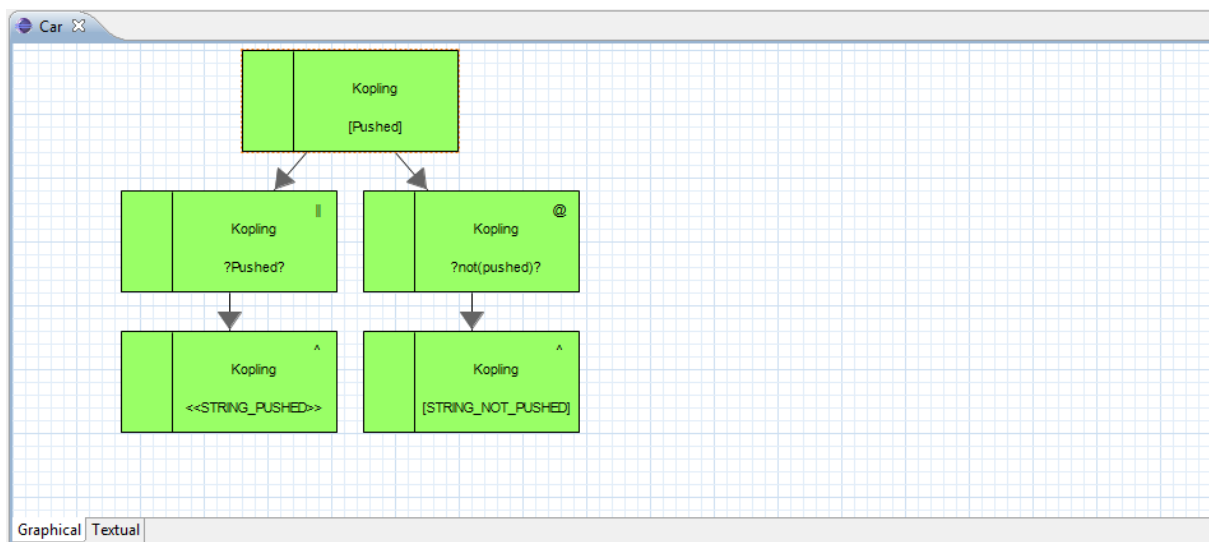 Car
Kopling
[Pushed]
||
Kopling
?Pushed?
@
Kopling
?not(pushed)?
^
Kopling
<<STRING_PUSHED>>
^
Kopling
[STRING_NOT_PUSHED]
Graphical Textual